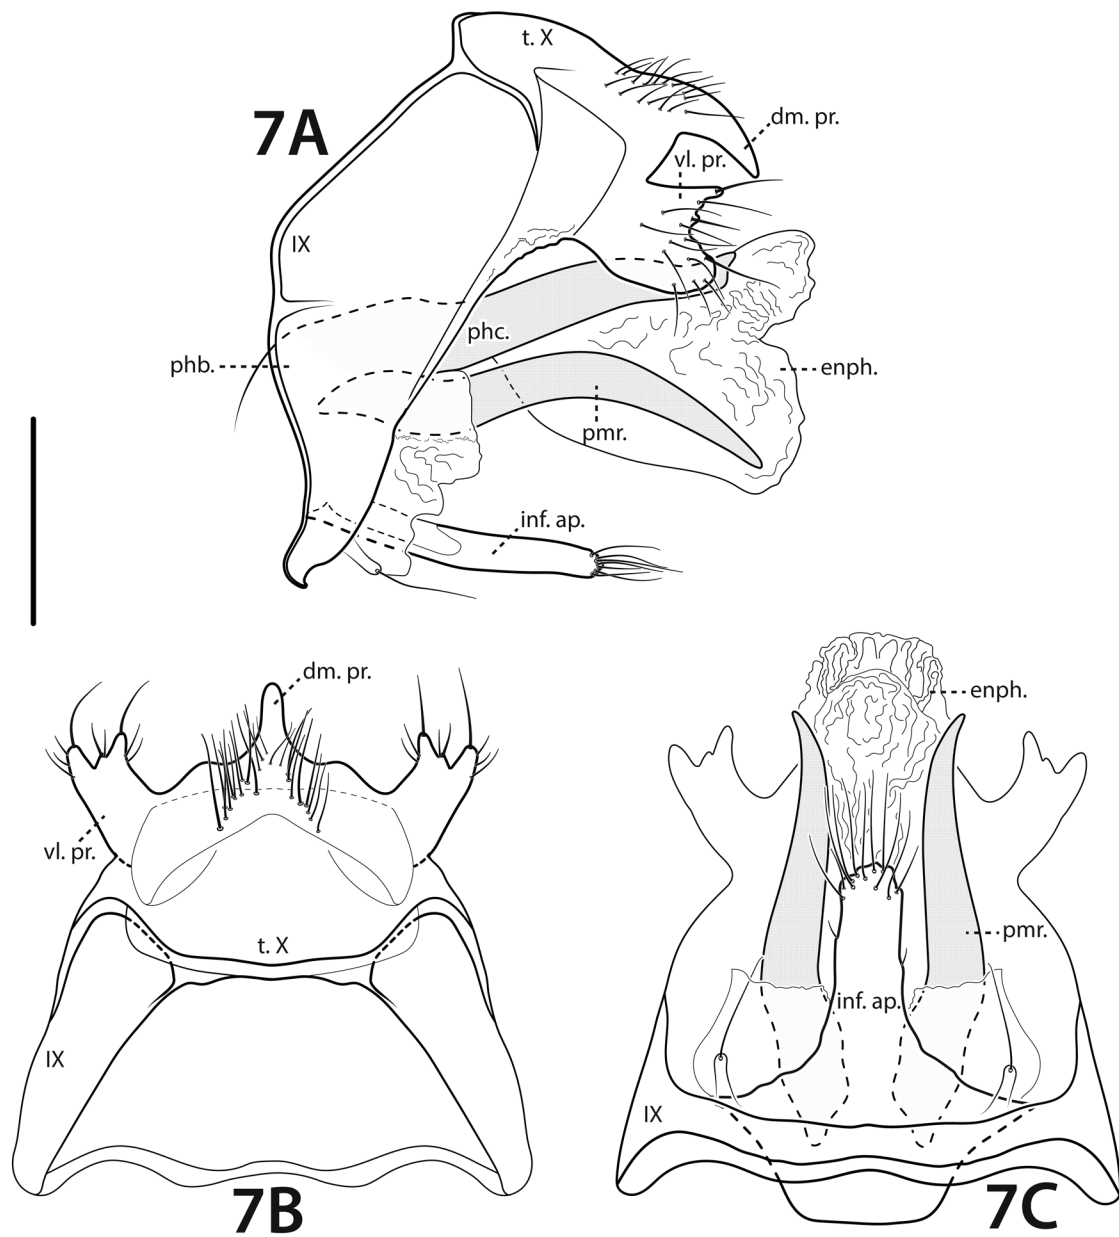 t. X
7A
dm. pr.
vl. pr.
IX
phc.
phb.
enph.
pmr.
inf. ap.
dm. pr.
enph.
vl. pr.
pmr.
t. X
inf. ap.
IX
IX
7B
7C